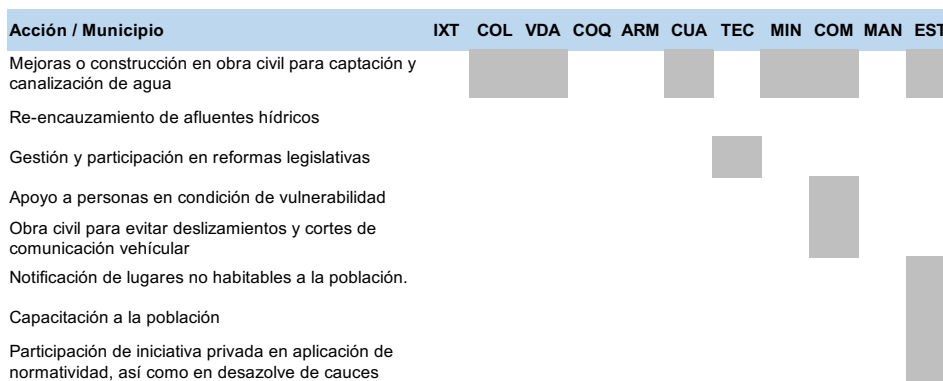 Acción / Municipio IXT COL VDA COQ ARM CUA TEC MIN COM MAN EST
Mejoras o construcción en obra civil para captación y
canalización de agua
Re-encauzamiento de afluentes hídricos
Gestión y participación en reformas legislativas
Apoyo a personas en condición de vulnerabilidad
Obra civil para evitar deslizamientos y cortes de
comunicación vehícular
Notificación de lugares no habitables a la población.
Capacitación a la población
Participación de iniciativa privada en aplicación de
normatividad, así como en desazolve de cauces